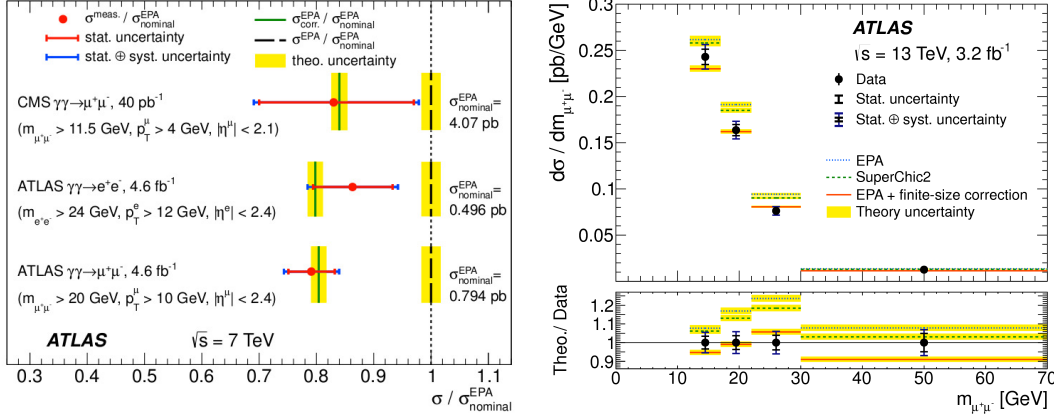 σ^meas. / σ^EPA_nominal
stat. uncertainty
stat. ⊕ syst. uncertainty
σ^EPA_corr. / σ^EPA_nominal
σ^EPA / σ^EPA_nominal
theo. uncertainty
CMS γγ→μ⁺μ⁻, 40 pb⁻¹
(m_μ⁺μ⁻ > 11.5 GeV, p_T^μ > 4 GeV, |η^μ| < 2.1)
σ^EPA_nominal=
4.07 pb
ATLAS γγ→e⁺e⁻, 4.6 fb⁻¹
(m_e⁺e⁻ > 24 GeV, p_T^e > 12 GeV, |η^e| < 2.4)
σ^EPA_nominal=
0.496 pb
ATLAS γγ→μ⁺μ⁻, 4.6 fb⁻¹
(m_μ⁺μ⁻ > 20 GeV, p_T^μ > 10 GeV, |η^μ| < 2.4)
σ^EPA_nominal=
0.794 pb
ATLAS √s = 7 TeV
0.3 0.4 0.5 0.6 0.7 0.8 0.9 1 1.1
σ / σ^EPA_nominal
dσ / dm_μ⁺μ⁻ [pb/GeV]
0.3
0.25
0.2
0.15
0.1
0.05
ATLAS
√s = 13 TeV, 3.2 fb⁻¹
Data
Stat. uncertainty
Stat. ⊕ syst. uncertainty
EPA
SuperChic2
EPA + finite-size correction
Theory uncertainty
Theo./ Data
1.2
1.1
1
0.9
0 10 20 30 40 50 60 70
m_μ⁺μ⁻ [GeV]